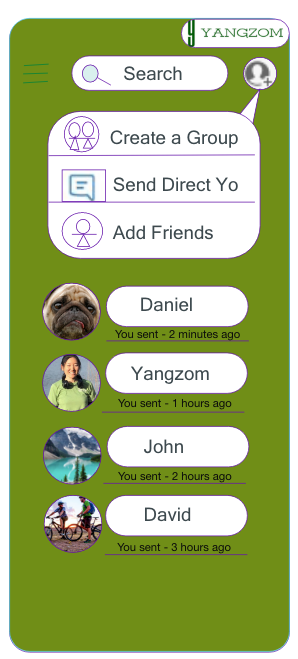 y YANGZOM
Search
Create a Group
Send Direct Yo
Add Friends
Daniel
You sent - 2 minutes ago
Yangzom
You sent - 1 hours ago
John
You sent - 2 hours ago
David
You sent - 3 hours ago